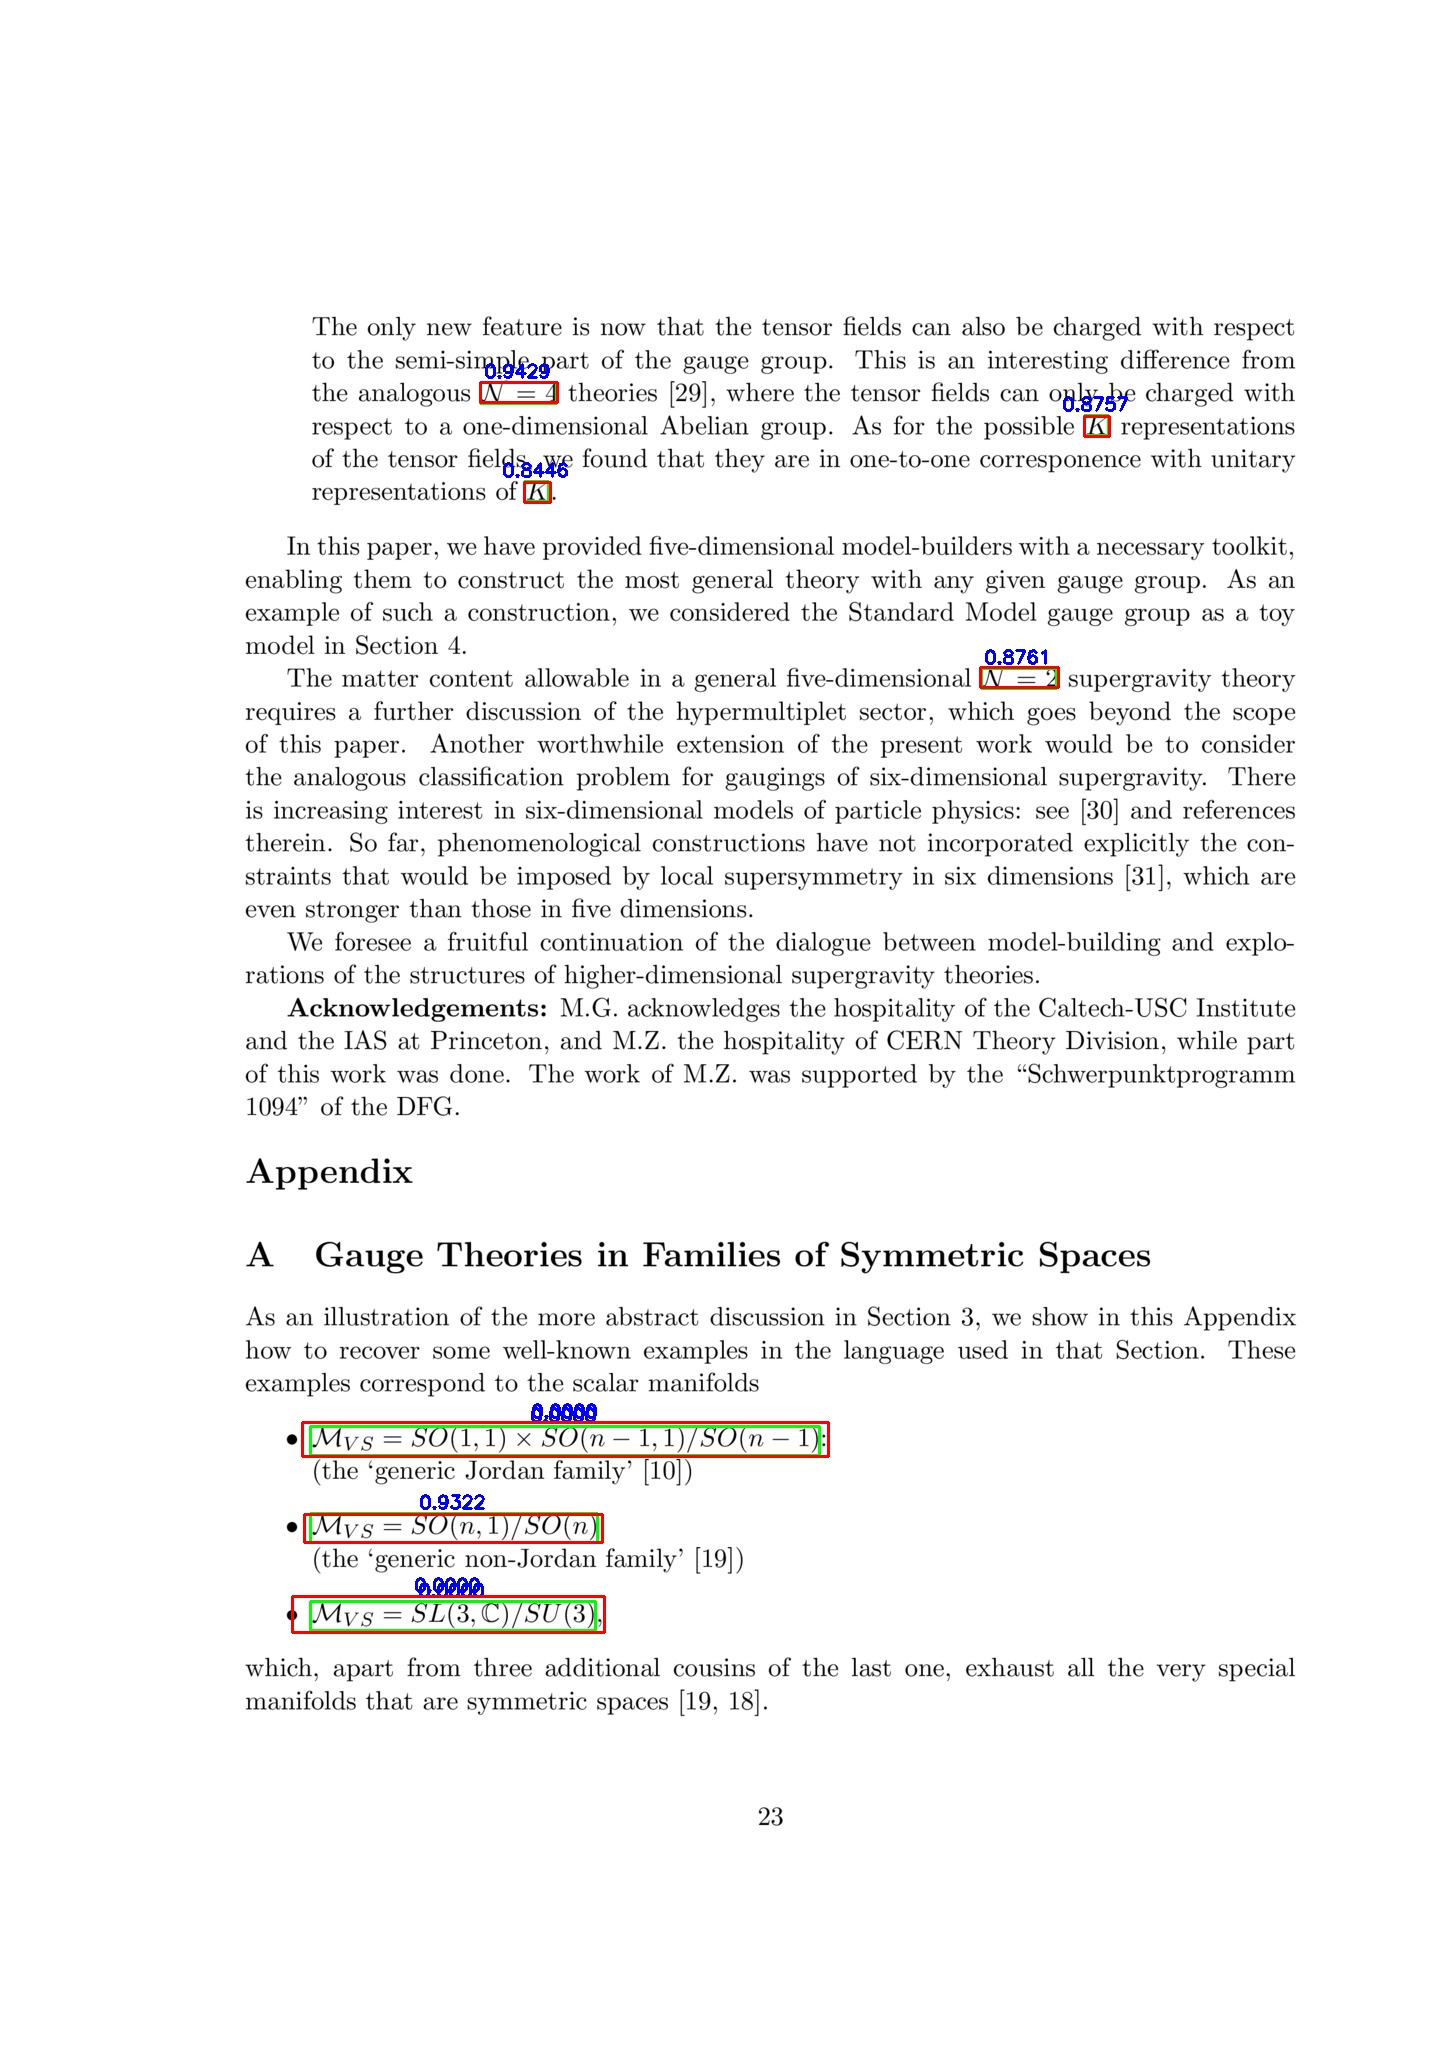 The only new feature is now that the tensor fields can also be charged with respect
to the semi-simple part of the gauge group. This is an interesting difference from
0.9429
the analogous N = 4 theories [29], where the tensor fields can only be charged with
0.8757
respect to a one-dimensional Abelian group. As for the possible K representations
of the tensor fields, we found that they are in one-to-one corresponence with unitary
0.8446
representations of K.
In this paper, we have provided five-dimensional model-builders with a necessary toolkit,
enabling them to construct the most general theory with any given gauge group. As an
example of such a construction, we considered the Standard Model gauge group as a toy
model in Section 4.
0.8761
The matter content allowable in a general five-dimensional N = 2 supergravity theory
requires a further discussion of the hypermultiplet sector, which goes beyond the scope
of this paper. Another worthwhile extension of the present work would be to consider
the analogous classification problem for gaugings of six-dimensional supergravity. There
is increasing interest in six-dimensional models of particle physics: see [30] and references
therein. So far, phenomenological constructions have not incorporated explicitly the con-
straints that would be imposed by local supersymmetry in six dimensions [31], which are
even stronger than those in five dimensions.
We foresee a fruitful continuation of the dialogue between model-building and explo-
rations of the structures of higher-dimensional supergravity theories.
Acknowledgements: M.G. acknowledges the hospitality of the Caltech-USC Institute
and the IAS at Princeton, and M.Z. the hospitality of CERN Theory Division, while part
of this work was done. The work of M.Z. was supported by the “Schwerpunktprogramm
1094” of the DFG.
Appendix
A Gauge Theories in Families of Symmetric Spaces
As an illustration of the more abstract discussion in Section 3, we show in this Appendix
how to recover some well-known examples in the language used in that Section. These
examples correspond to the scalar manifolds
0.0000
• ℳ_{VS} = SO(1, 1) × SO(n − 1, 1)/SO(n − 1):
(the ‘generic Jordan family’ [10])
0.9322
• ℳ_{VS} = SO(n, 1)/SO(n)
(the ‘generic non-Jordan family’ [19])
0.0000
• ℳ_{VS} = SL(3, ℂ)/SU(3),
which, apart from three additional cousins of the last one, exhaust all the very special
manifolds that are symmetric spaces [19, 18].
23